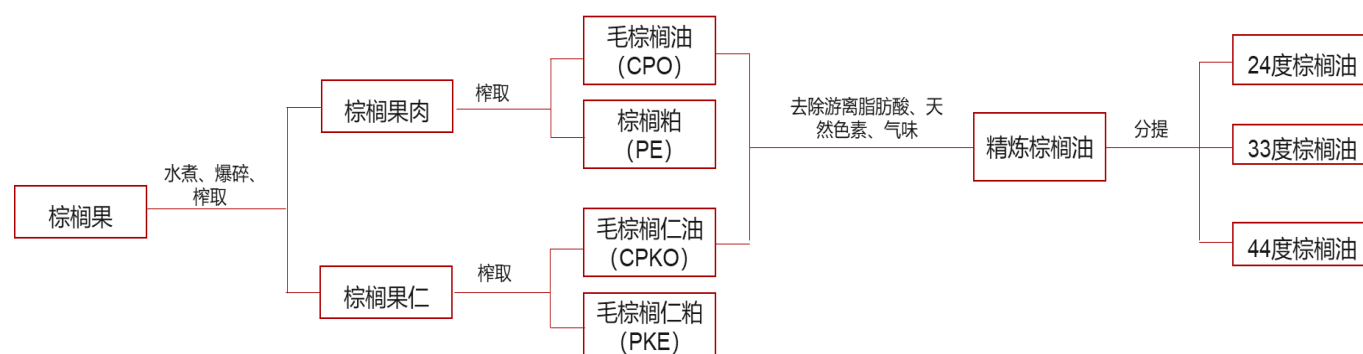 棕榈果
水煮、爆碎、
榨取
棕榈果肉
榨取
毛棕榈油
（CPO）
棕榈粕
（PE）
棕榈果仁
榨取
毛棕榈仁油
（CPKO）
毛棕榈仁粕
（PKE）
去除游离脂肪酸、天
然色素、气味
精炼棕榈油
分提
24度棕榈油
33度棕榈油
44度棕榈油